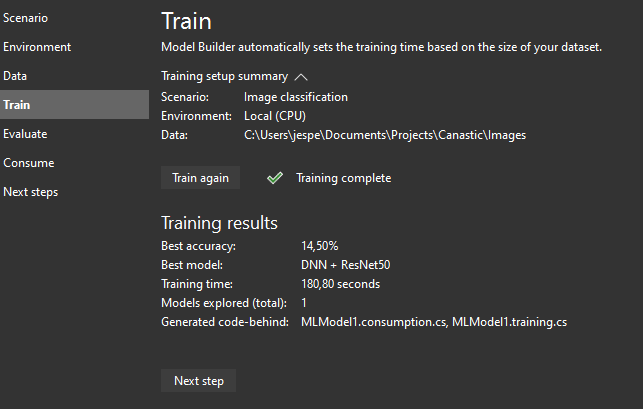 Scenario
Environment
Data
Train
Evaluate
Consume
Next steps
Train
Model Builder automatically sets the training time based on the size of your dataset.
Training setup summary
Scenario: Image classification
Environment: Local (CPU)
Data: C:\Users\jespe\Documents\Projects\Canastic\Images
Train again
Training complete
Training results
Best accuracy: 14,50%
Best model: DNN + ResNet50
Training time: 180,80 seconds
Models explored (total): 1
Generated code-behind: MLModel1.consumption.cs, MLModel1.training.cs
Next step